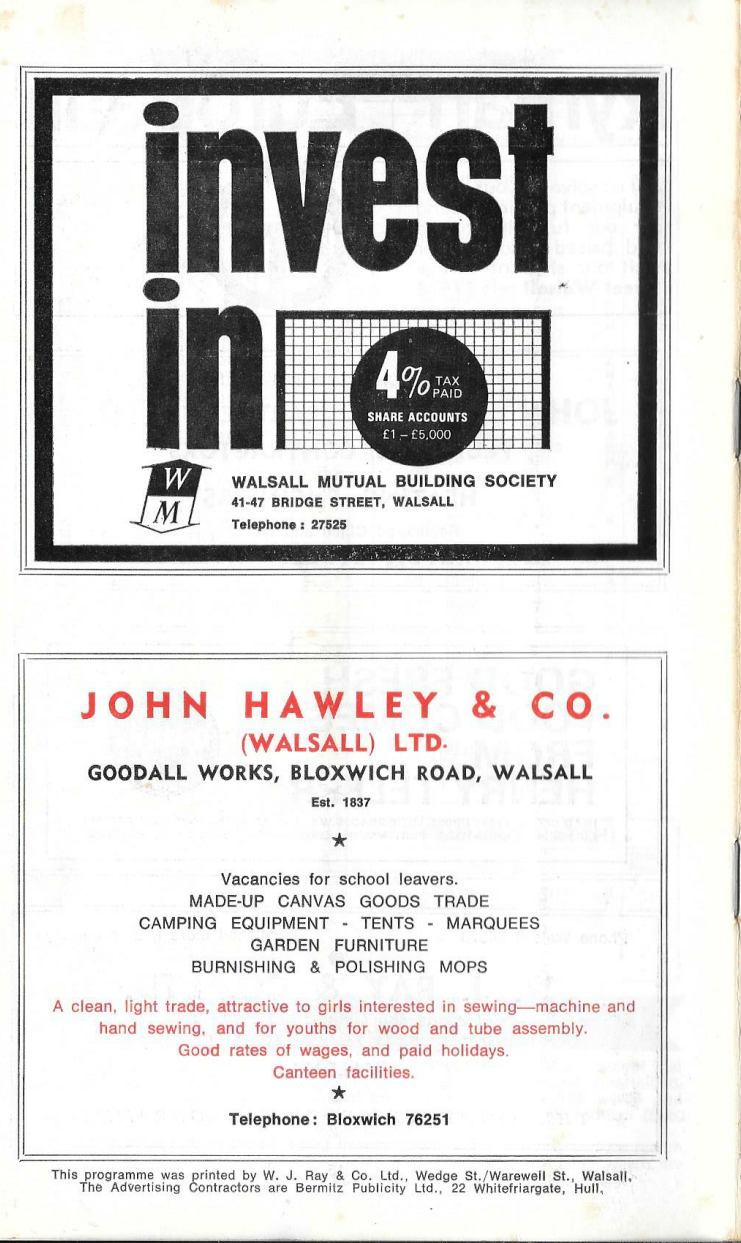 invest
in
4% TAX PAID
SHARE ACCOUNTS
£1 – £5,000
W
M
WALSALL MUTUAL BUILDING SOCIETY
41-47 BRIDGE STREET, WALSALL
Telephone : 27525
JOHN HAWLEY & CO.
(WALSALL) LTD.
GOODALL WORKS, BLOXWICH ROAD, WALSALL
Est. 1837
★
Vacancies for school leavers.
MADE-UP CANVAS GOODS TRADE
CAMPING EQUIPMENT - TENTS - MARQUEES
GARDEN FURNITURE
BURNISHING & POLISHING MOPS
A clean, light trade, attractive to girls interested in sewing—machine and
hand sewing, and for youths for wood and tube assembly.
Good rates of wages, and paid holidays.
Canteen facilities.
★
Telephone: Bloxwich 76251
This programme was printed by W. J. Ray & Co. Ltd., Wedge St./Warewell St., Walsall.
The Advertising Contractors are Bermitz Publicity Ltd., 22 Whitefriargate, Hull.